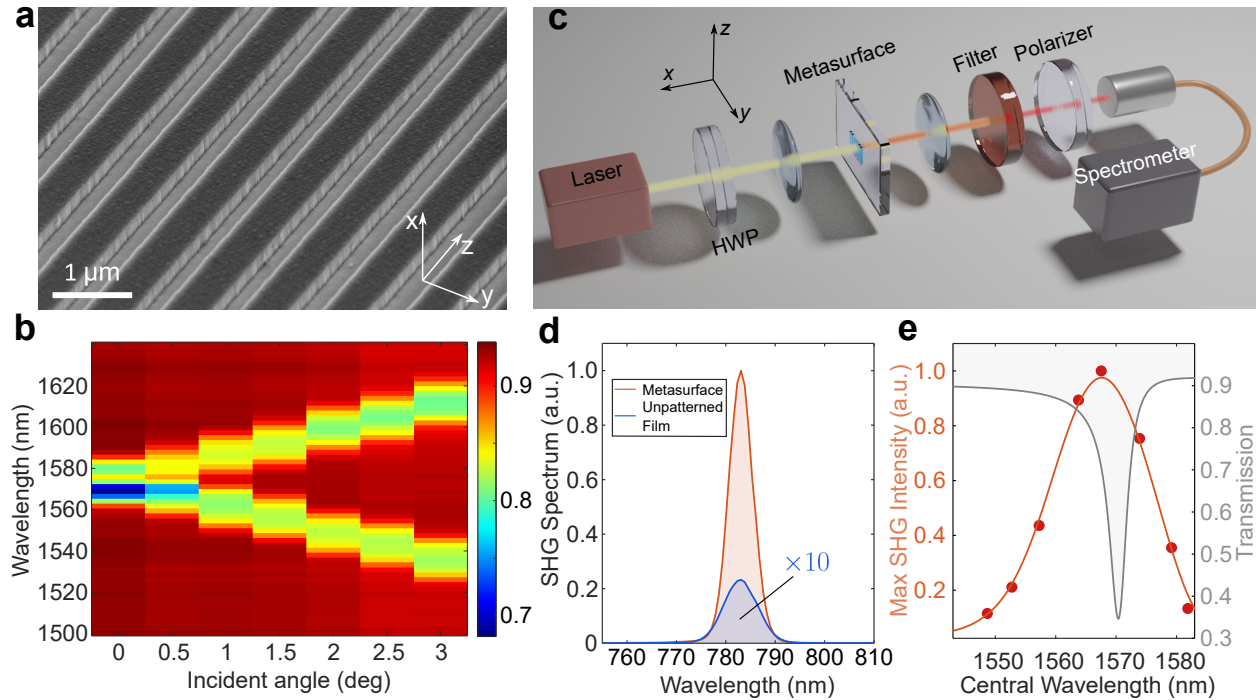 a
1 µm
x
z
y
c
z
x
y
Laser
HWP
Metasurface
Filter
Polarizer
Spectrometer
b
Wavelength (nm)
1620
1600
1580
1560
1540
1520
1500
0 0.5 1 1.5 2 2.5 3
Incident angle (deg)
0.9
0.8
0.7
d
SHG Spectrum (a.u.)
1.0
0.8
0.6
0.4
0.2
0
Metasurface
Unpatterned
Film
×10
760 770 780 790 800 810
Wavelength (nm)
e
Max SHG Intensity (a.u.)
1.0
0.8
0.6
0.4
0.2
1550 1560 1570 1580
Central Wavelength (nm)
0.9
0.8
0.7
0.6
0.5
0.4
0.3
Transmission